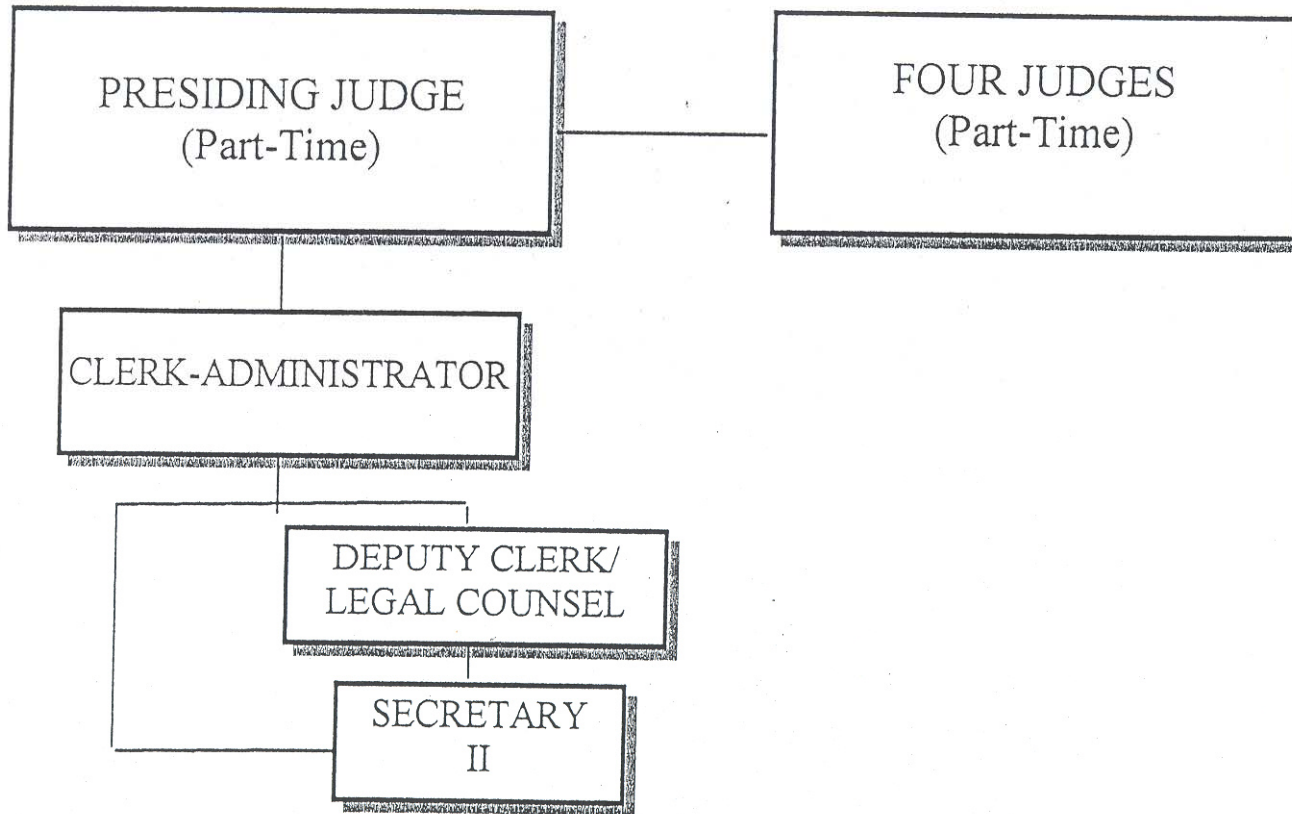 PRESIDING JUDGE
(Part-Time)
FOUR JUDGES
(Part-Time)
CLERK-ADMINISTRATOR
DEPUTY CLERK/
LEGAL COUNSEL
SECRETARY
II